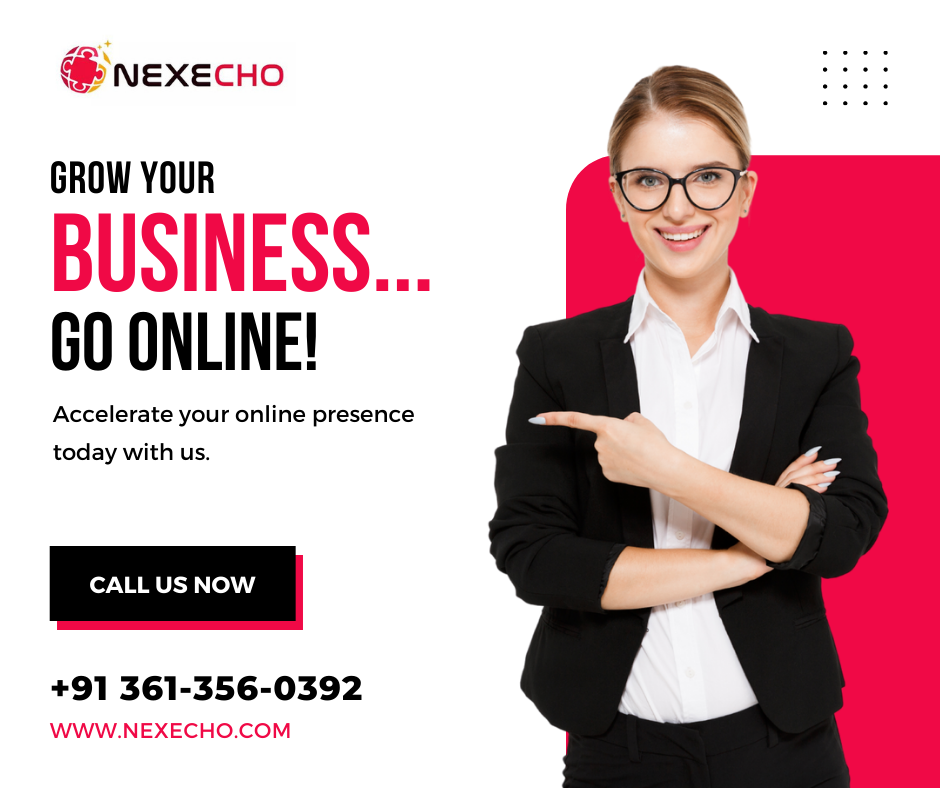 NEXECHO
GROW YOUR
BUSINESS...
GO ONLINE!
Accelerate your online presence
today with us.
CALL US NOW
+91 361-356-0392
WWW.NEXECHO.COM